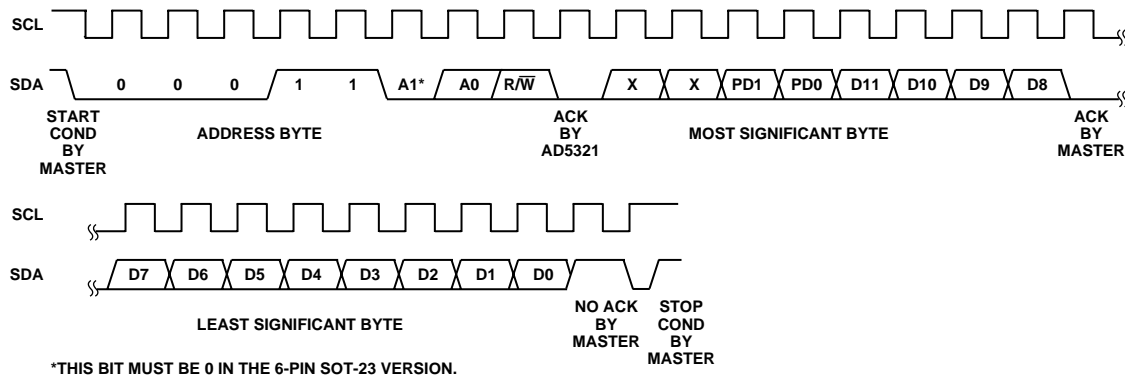 SCL
SDA 0 0 0 1 1 A1* A0 R/W̅ X X PD1 PD0 D11 D10 D9 D8
START COND BY MASTER
ADDRESS BYTE
ACK BY AD5321
MOST SIGNIFICANT BYTE
ACK BY MASTER
SCL
SDA D7 D6 D5 D4 D3 D2 D1 D0
LEAST SIGNIFICANT BYTE
NO ACK BY MASTER
STOP COND BY MASTER
*THIS BIT MUST BE 0 IN THE 6-PIN SOT-23 VERSION.